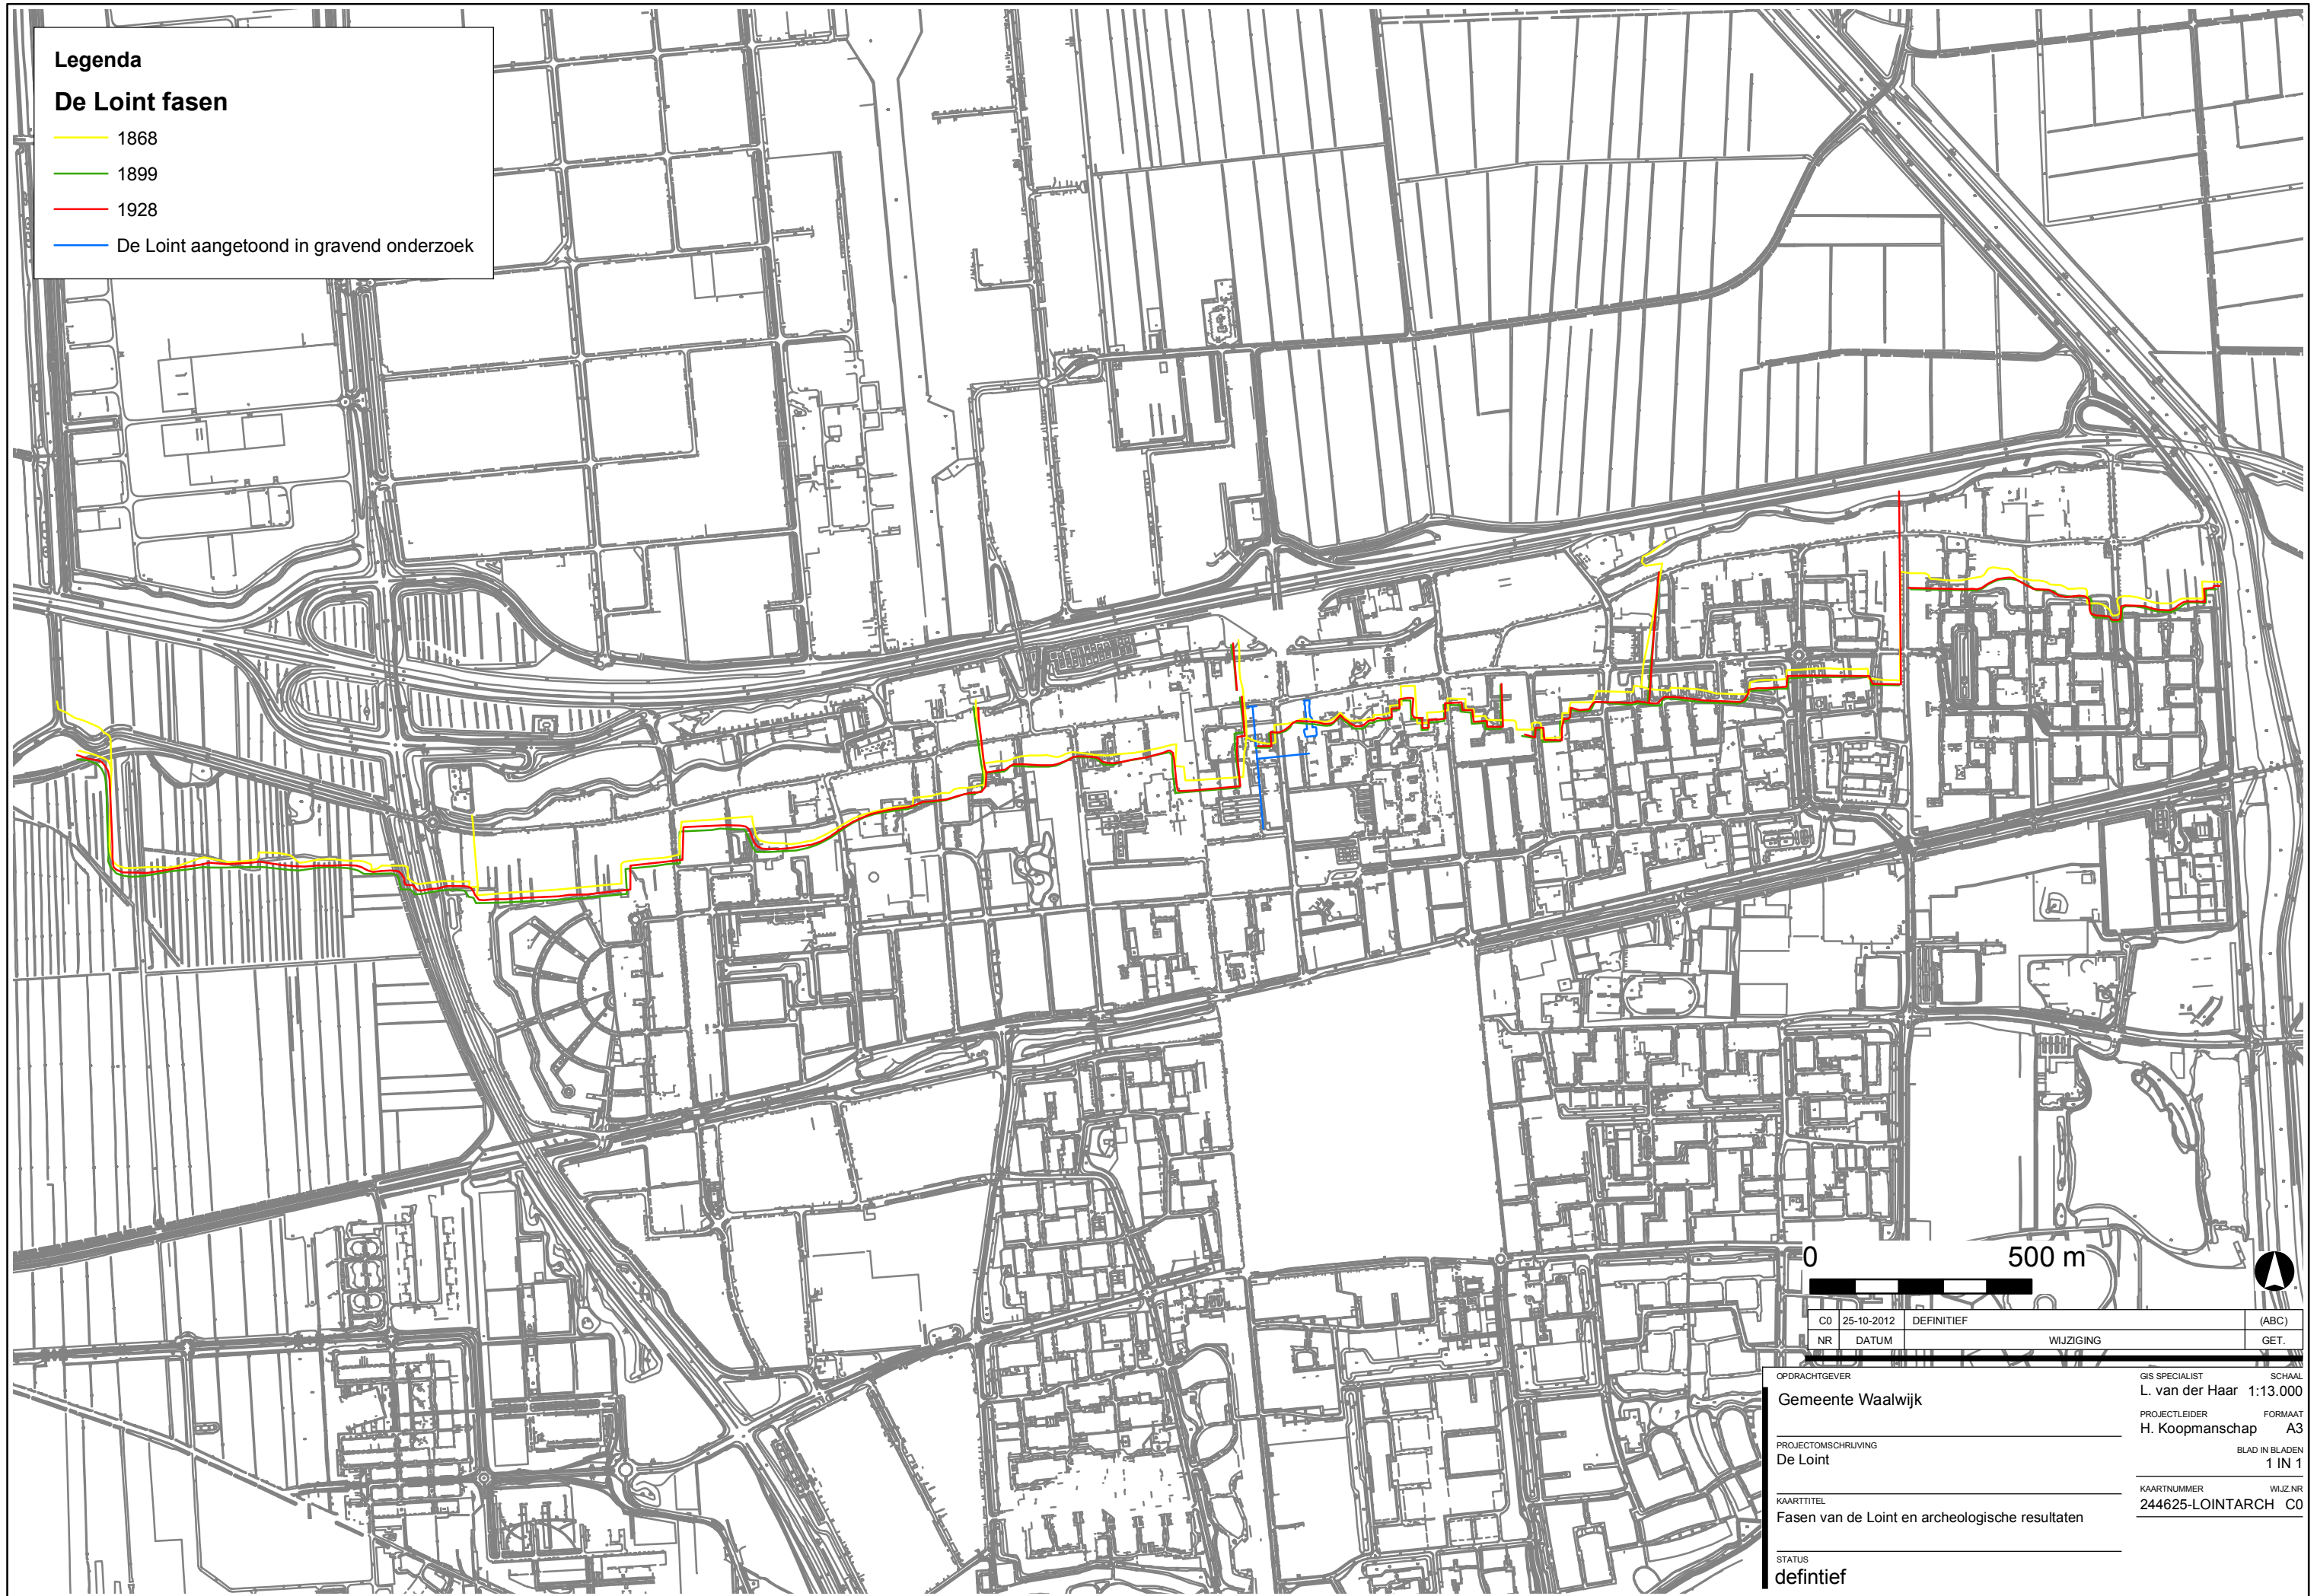 Legenda
De Loint fasen
1868
1899
1928
De Loint aangetoond in gravend onderzoek
0 500 m
C0 25-10-2012 DEFINITIEF (ABC)
NR DATUM WIJZIGING GET.
OPDRACHTGEVER
Gemeente Waalwijk
PROJECTOMSCHRIJVING
De Loint
KAARTTITEL
Fasen van de Loint en archeologische resultaten
STATUS
defintief
GIS SPECIALIST SCHAAL
L. van der Haar 1:13.000
PROJECTLEIDER FORMAAT
H. Koopmanschap A3
BLAD IN BLADEN
1 IN 1
KAARTNUMMER WIJZ.NR
244625-LOINTARCH C0